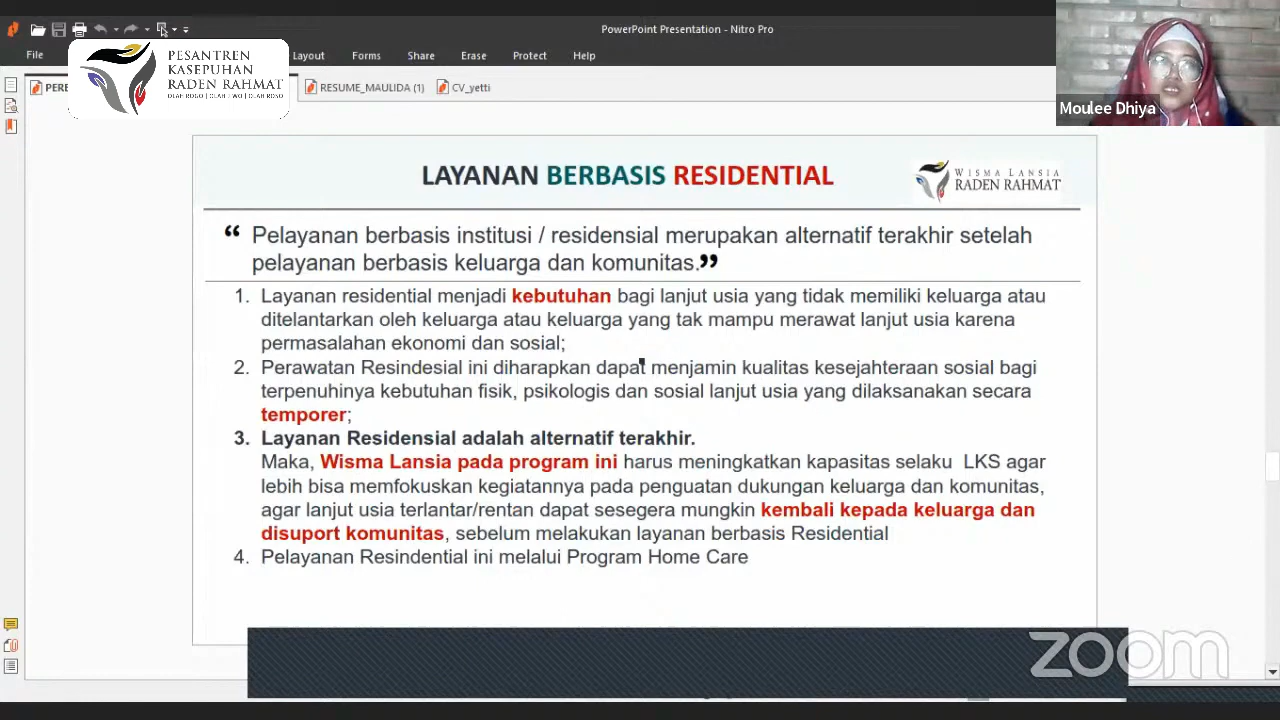 PowerPoint Presentation - Nitro Pro
File
Layout
Forms
Share
Erase
Protect
Help
PESANTREN
KASEPUHAN
RADEN RAHMAT
RESUME_MAULIDA (1)
CV_yetti
Moulee Dhiya
LAYANAN BERBASIS RESIDENTIAL
WISMA LANSIA
RADEN RAHMAT
“ Pelayanan berbasis institusi / residensial merupakan alternatif terakhir setelah
pelayanan berbasis keluarga dan komunitas.”
1. Layanan residential menjadi kebutuhan bagi lanjut usia yang tidak memiliki keluarga atau
ditelantarkan oleh keluarga atau keluarga yang tak mampu merawat lanjut usia karena
permasalahan ekonomi dan sosial;
2. Perawatan Resindesial ini diharapkan dapat menjamin kualitas kesejahteraan sosial bagi
terpenuhinya kebutuhan fisik, psikologis dan sosial lanjut usia yang dilaksanakan secara
temporer;
3. Layanan Residensial adalah alternatif terakhir.
Maka, Wisma Lansia pada program ini harus meningkatkan kapasitas selaku LKS agar
lebih bisa memfokuskan kegiatannya pada penguatan dukungan keluarga dan komunitas,
agar lanjut usia terlantar/rentan dapat sesegera mungkin kembali kepada keluarga dan
disuport komunitas, sebelum melakukan layanan berbasis Residential
4. Pelayanan Resindential ini melalui Program Home Care
zoom